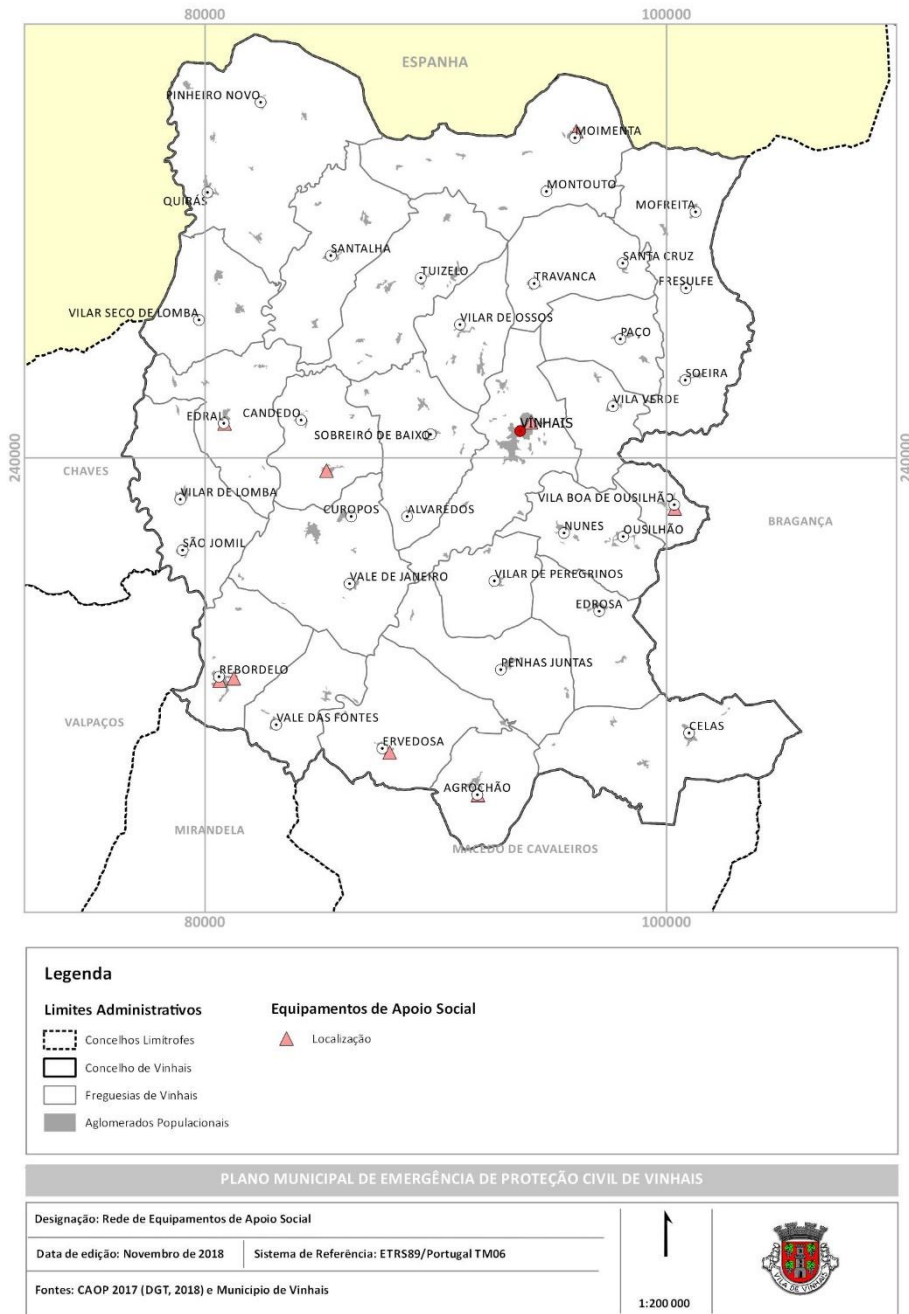 80000 100000
ESPANHA
PINHEIRO NOVO
MOIMENTA
MONTOUTO
QUIRÁS
MOFREITA
SANTALHA
SANTA CRUZ
TUIZELO
TRAVANCA
FRESULFE
VILAR SECO DE LOMBA
VILAR DE OSSOS
PAÇO
SOEIRA
VILA VERDE
EDRAL
CANDEDO
VINHAIS
SOBREIRÓ DE BAIXO
240000 240000
CHAVES
VILAR DE LOMBA
VILA BOA DE OUSILHÃO
CUROPOS
ALVAREDOS
BRAGANÇA
NUNES
OUSILHÃO
SÃO JOMIL
VALE DE JANEIRO
VILAR DE PEREGRINOS
EDROSA
PENHAS JUNTAS
REBORDELO
VALPAÇOS
VALE DAS FONTES
CELAS
ERVEDOSA
AGROCHÃO
MIRANDELA
MACEDO DE CAVALEIROS
80000 100000
Legenda
Limites Administrativos
Concelhos Limítrofes
Concelho de Vinhais
Freguesias de Vinhais
Aglomerados Populacionais
Equipamentos de Apoio Social
Localização
PLANO MUNICIPAL DE EMERGÊNCIA DE PROTEÇÃO CIVIL DE VINHAIS
Designação: Rede de Equipamentos de Apoio Social
Data de edição: Novembro de 2018 Sistema de Referência: ETRS89/Portugal TM06
Fontes: CAOP 2017 (DGT, 2018) e Município de Vinhais
1:200 000
VILA DE VINHAIS